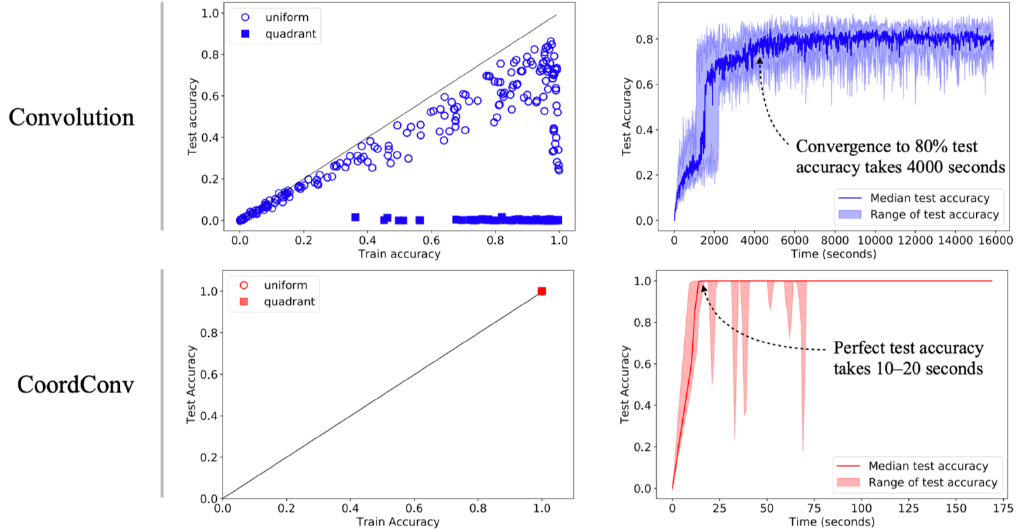 Convolution
uniform
quadrant
Test accuracy
1.0
0.8
0.6
0.4
0.2
0.0
0.0 0.2 0.4 0.6 0.8 1.0
Train accuracy
Test Accuracy
0.8
0.6
0.4
0.2
0.0
Convergence to 80% test
accuracy takes 4000 seconds
Median test accuracy
Range of test accuracy
0 2000 4000 6000 8000 10000 12000 14000 16000
Time (seconds)
CoordConv
uniform
quadrant
Test Accuracy
1.0
0.8
0.6
0.4
0.2
0.0
0.0 0.2 0.4 0.6 0.8 1.0
Train Accuracy
Test Accuracy
1.0
0.8
0.6
0.4
0.2
0.0
Perfect test accuracy
takes 10–20 seconds
Median test accuracy
Range of test accuracy
0 25 50 75 100 125 150 175
Time (seconds)